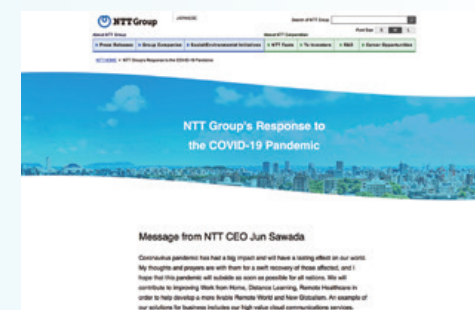 NTT Group
JAPANESE
Search of NTT Group
Font Size S M L
About NTT Group
About NTT Corporation
Press Releases
Group Companies
Social/Environmental Initiatives
NTT Facts
To Investors
R&D
Career Opportunities
NTT HOME > NTT Group's Response to the COVID-19 Pandemic
NTT Group's Response to
the COVID-19 Pandemic
Message from NTT CEO Jun Sawada
Coronavirus pandemic has had a big impact and will have a lasting effect on our world.
My thoughts and prayers are with them for a swift recovery of those affected, and I
hope that this pandemic will subside as soon as possible for all nations. We will
contribute to improving Work from Home, Distance Learning, Remote Healthcare in
order to help develop a more livable Remote World and New Globalism. An example of
our solutions for business includes our high value cloud communications services.